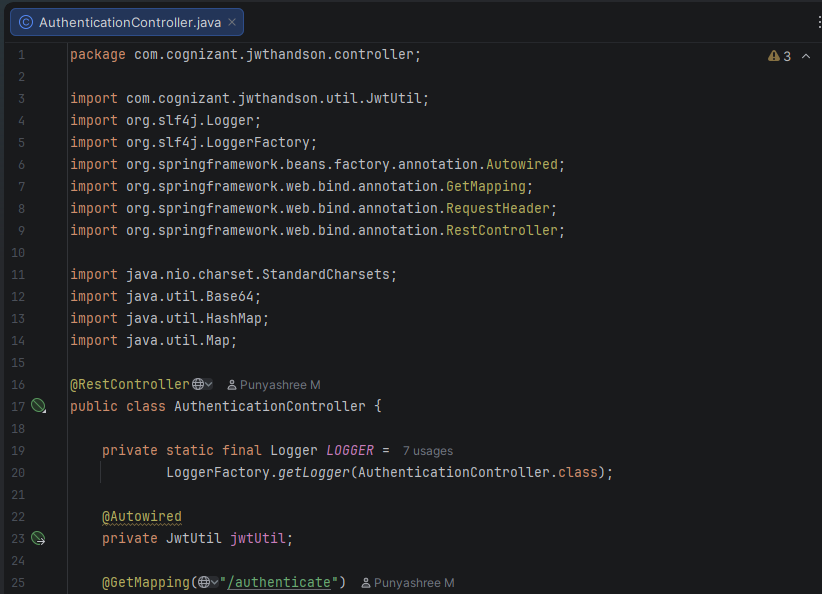 AuthenticationController.java
3
1 package com.cognizant.jwthandson.controller;
2
3 import com.cognizant.jwthandson.util.JwtUtil;
4 import org.slf4j.Logger;
5 import org.slf4j.LoggerFactory;
6 import org.springframework.beans.factory.annotation.Autowired;
7 import org.springframework.web.bind.annotation.GetMapping;
8 import org.springframework.web.bind.annotation.RequestHeader;
9 import org.springframework.web.bind.annotation.RestController;
10
11 import java.nio.charset.StandardCharsets;
12 import java.util.Base64;
13 import java.util.HashMap;
14 import java.util.Map;
15
16 @RestController Punyashree M
17 public class AuthenticationController {
18
19 private static final Logger LOGGER = 7 usages
20 LoggerFactory.getLogger(AuthenticationController.class);
21
22 @Autowired
23 private JwtUtil jwtUtil;
24
25 @GetMapping("/authenticate") Punyashree M